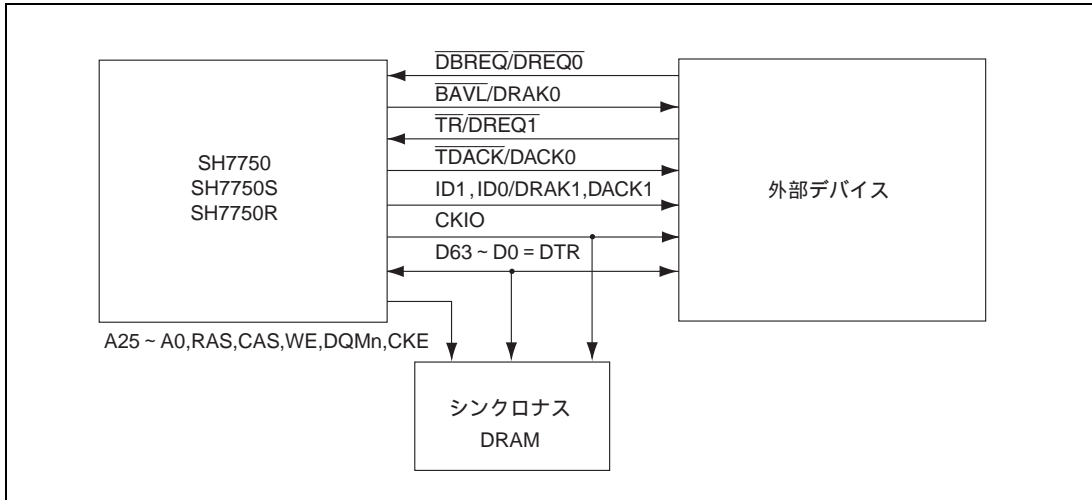 DBREQ/DREQ0
BAVL/DRAK0
TR/DREQ1
TDACK/DACK0
ID1,ID0/DRAK1,DACK1
CKIO
D63 ~ D0 = DTR
SH7750
SH7750S
SH7750R
外部デバイス
A25 ~ A0,RAS,CAS,WE,DQMn,CKE
シンクロナス
DRAM